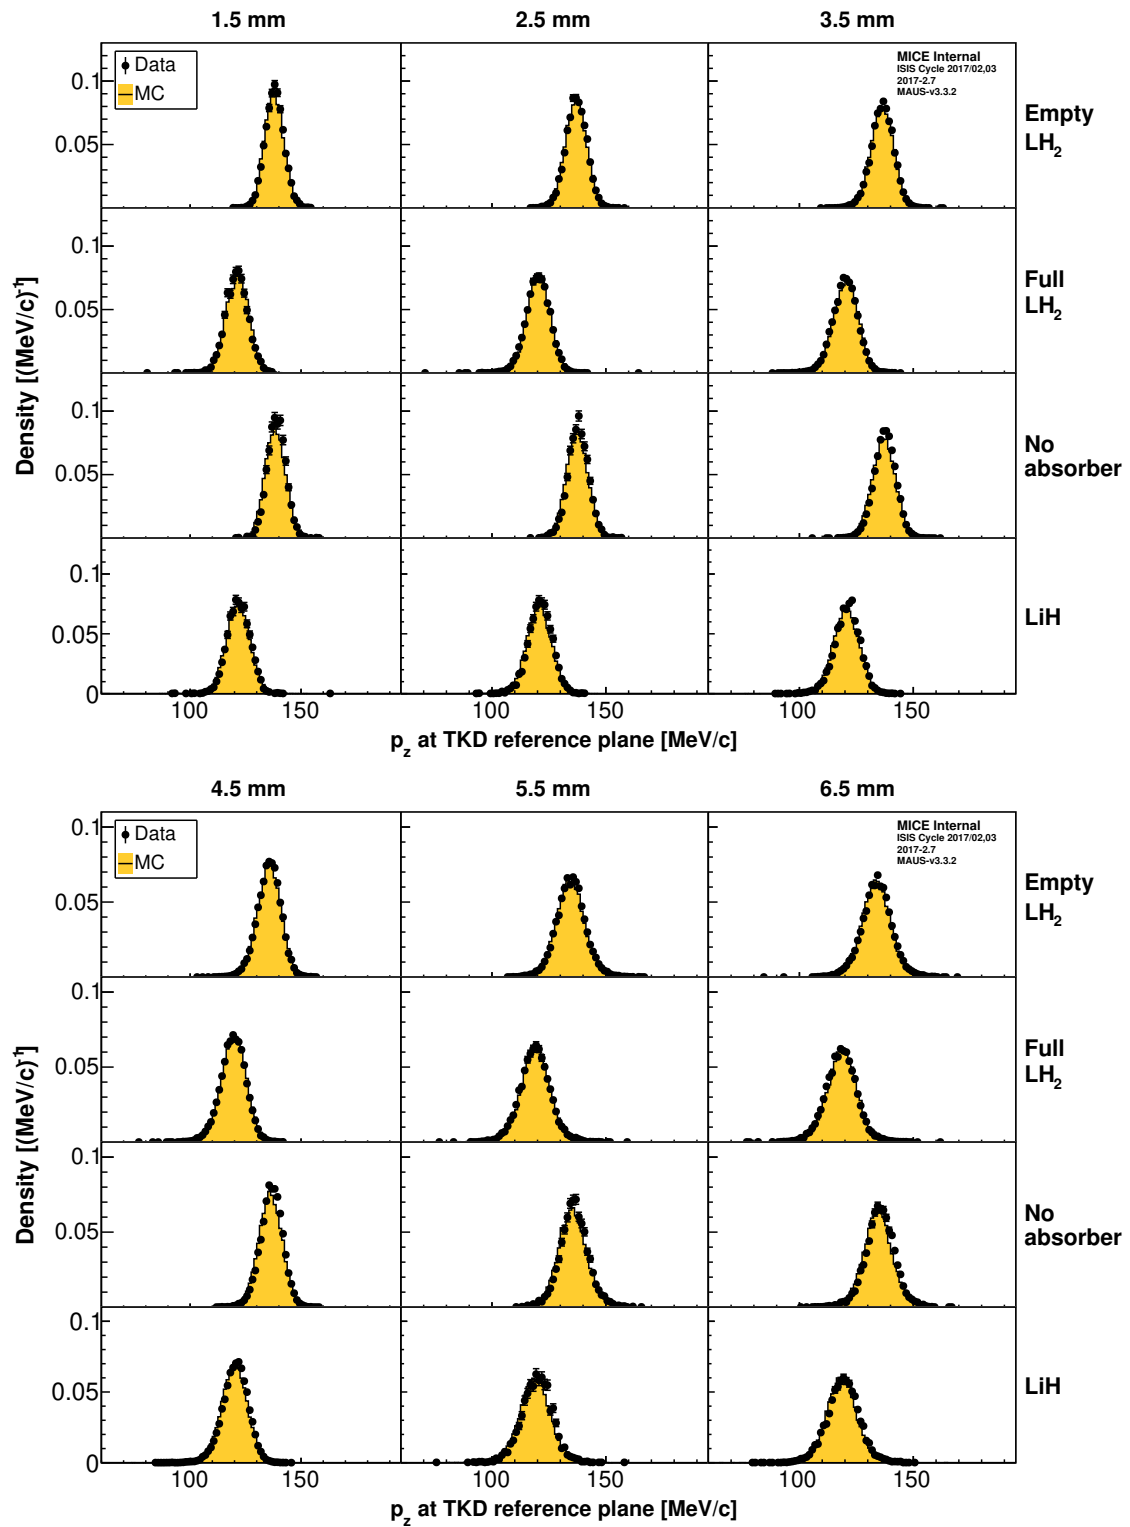 1.5 mm 2.5 mm 3.5 mm
Data
MC
MICE Internal
ISIS Cycle 2017/02,03
2017-2.7
MAUS-v3.3.2
0.1
0.05
Empty
LH2
0.1
0.05
Full
LH2
0.1
0.05
No
absorber
0.1
0.05
0
LiH
Density [(MeV/c)-1]
100 150 100 150 100 150
pz at TKD reference plane [MeV/c]
4.5 mm 5.5 mm 6.5 mm
Data
MC
MICE Internal
ISIS Cycle 2017/02,03
2017-2.7
MAUS-v3.3.2
0.1
0.05
Empty
LH2
0.1
0.05
Full
LH2
0.1
0.05
No
absorber
0.1
0.05
0
LiH
Density [(MeV/c)-1]
100 150 100 150 100 150
pz at TKD reference plane [MeV/c]